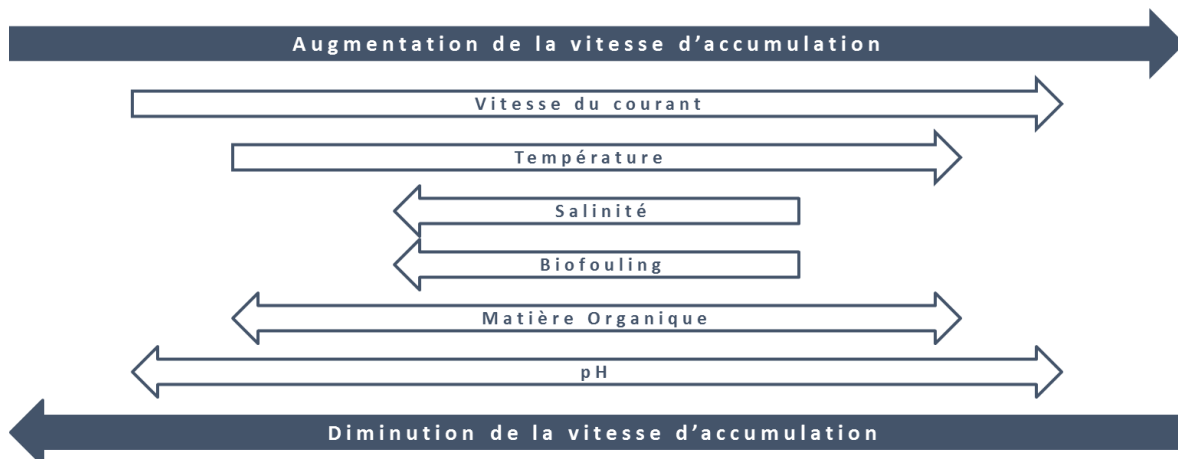 Augmentation de la vitesse d’accumulation
Vitesse du courant
Température
Salinité
Biofouling
Matière Organique
pH
Diminution de la vitesse d’accumulation